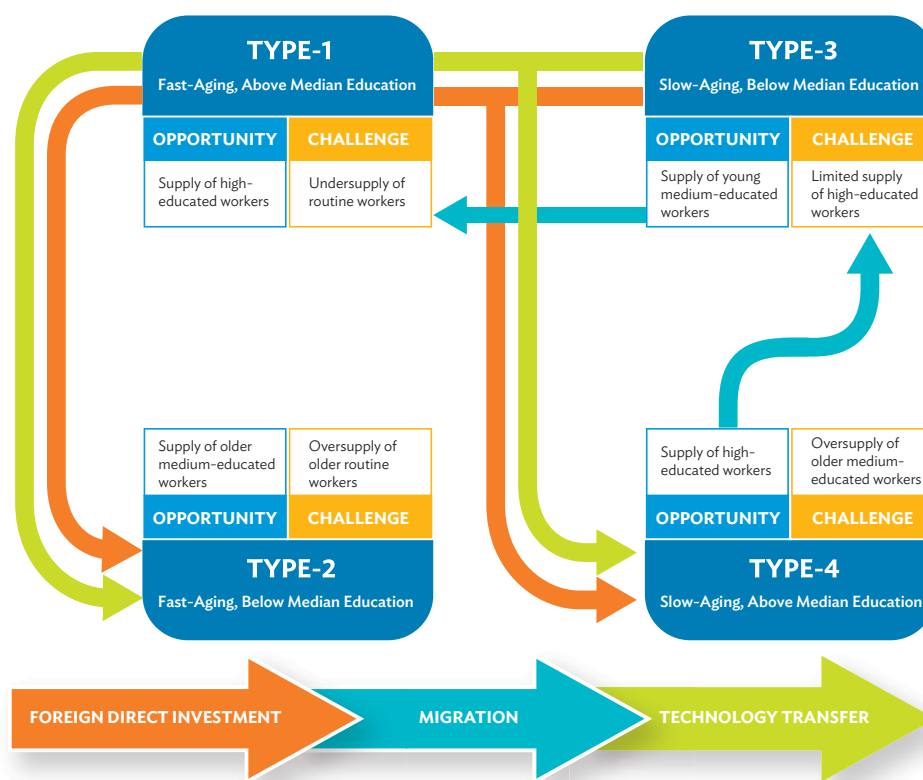 TYPE-1
Fast-Aging, Above Median Education
OPPORTUNITY
CHALLENGE
Supply of high-
educated workers
Undersupply of
routine workers
TYPE-3
Slow-Aging, Below Median Education
OPPORTUNITY
CHALLENGE
Supply of young
medium-educated
workers
Limited supply
of high-educated
workers
Supply of older
medium-educated
workers
Oversupply of
older routine
workers
OPPORTUNITY
CHALLENGE
TYPE-2
Fast-Aging, Below Median Education
Supply of high-
educated workers
Oversupply of
older medium-
educated workers
OPPORTUNITY
CHALLENGE
TYPE-4
Slow-Aging, Above Median Education
FOREIGN DIRECT INVESTMENT
MIGRATION
TECHNOLOGY TRANSFER